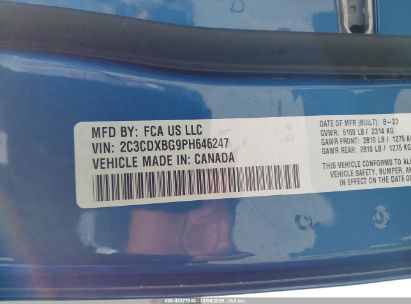 MFD BY: FCA US LLC
VIN: 2C3CDXBG9PH646247
VEHICLE MADE IN CANADA
DATE OF MFR (BUILT): 8-23
GVWR: 5100 LB / 2314 KG
GAWR FRONT: 2810 LB / 1275 KG
GAWR REAR: 2810 LB / 1275 KG
THIS VEHICLE CONFORMS TO ALL
VEHICLE SAFETY, BUMPER, AN
IN EFFECT ON THE DATE OF M